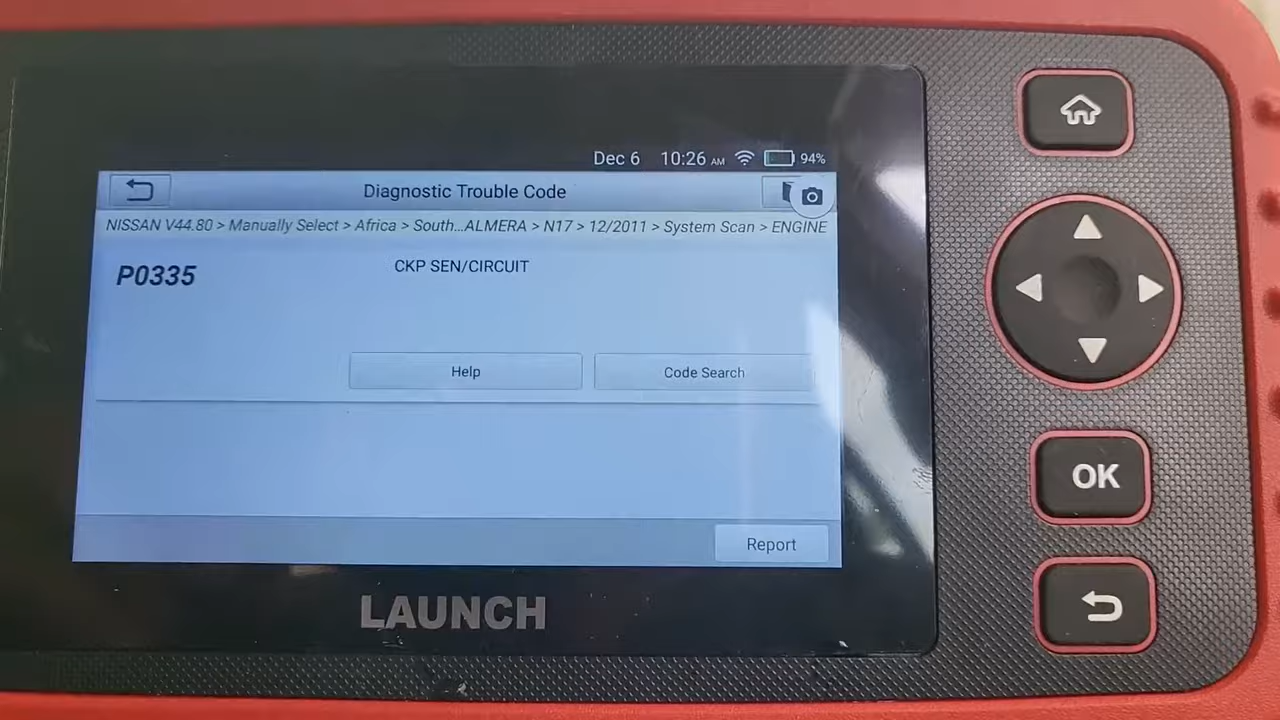 Dec 6 10:26 AM 94%
Diagnostic Trouble Code
NISSAN V44.80 > Manually Select > Africa > South...ALMERA > N17 > 12/2011 > System Scan > ENGINE
P0335 CKP SEN/CIRCUIT
Help Code Search
Report
LAUNCH
OK